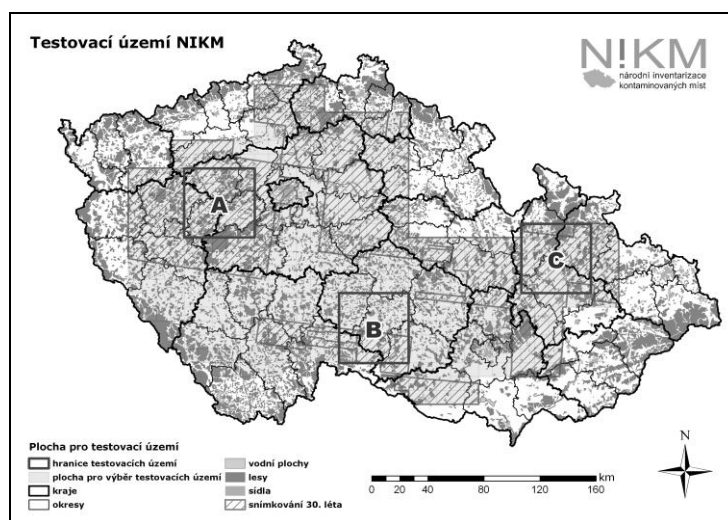 Testovací území NIKM
N!KM
národní inventarizace
kontaminovaných míst
A
B
C
Plocha pro testovací území
hranice testovacích území
plocha pro výběr testovacích území
kraje
okresy
vodní plochy
lesy
sídla
snímkování 30. léta
km
0 10 20 40 80 120 160
N